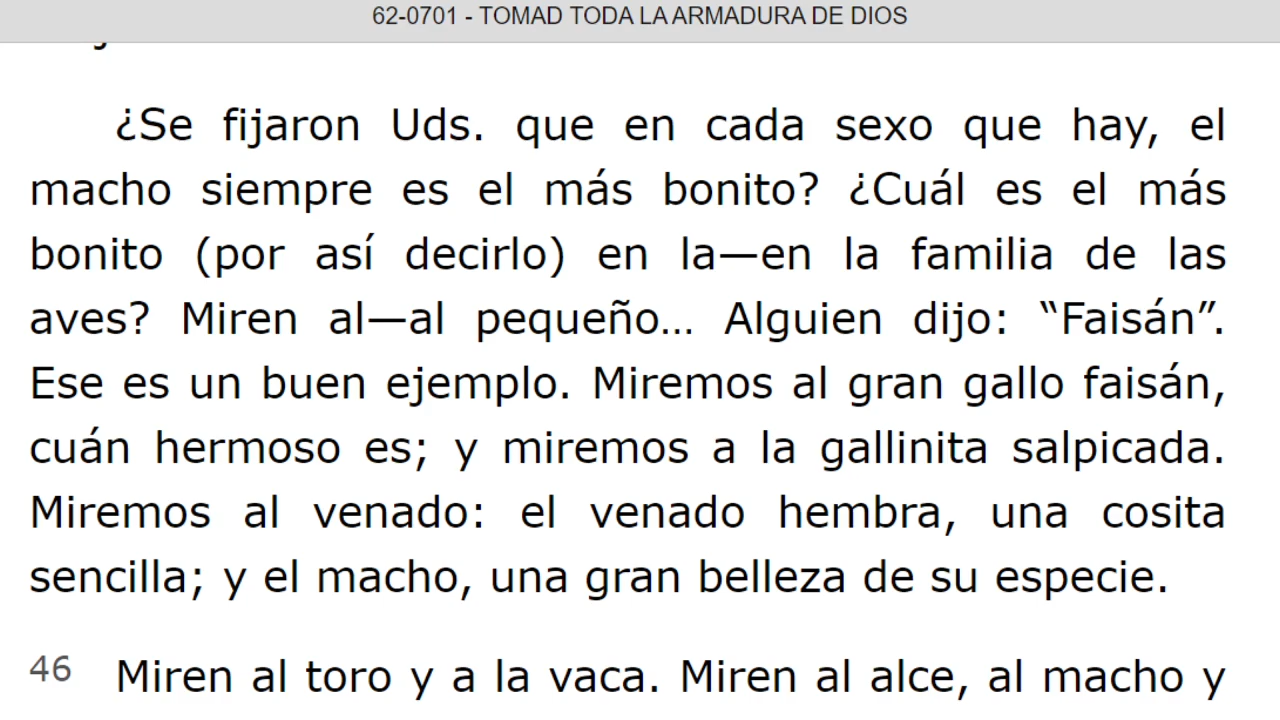 62-0701 - TOMAD TODA LA ARMADURA DE DIOS
¿Se fijaron Uds. que en cada sexo que hay, el
macho siempre es el más bonito? ¿Cuál es el más
bonito (por así decirlo) en la—en la familia de las
aves? Miren al—al pequeño... Alguien dijo: “Faisán”.
Ese es un buen ejemplo. Miremos al gran gallo faisán,
cuán hermoso es; y miremos a la gallinita salpicada.
Miremos al venado: el venado hembra, una cosita
sencilla; y el macho, una gran belleza de su especie.
46 Miren al toro y a la vaca. Miren al alce, al macho y